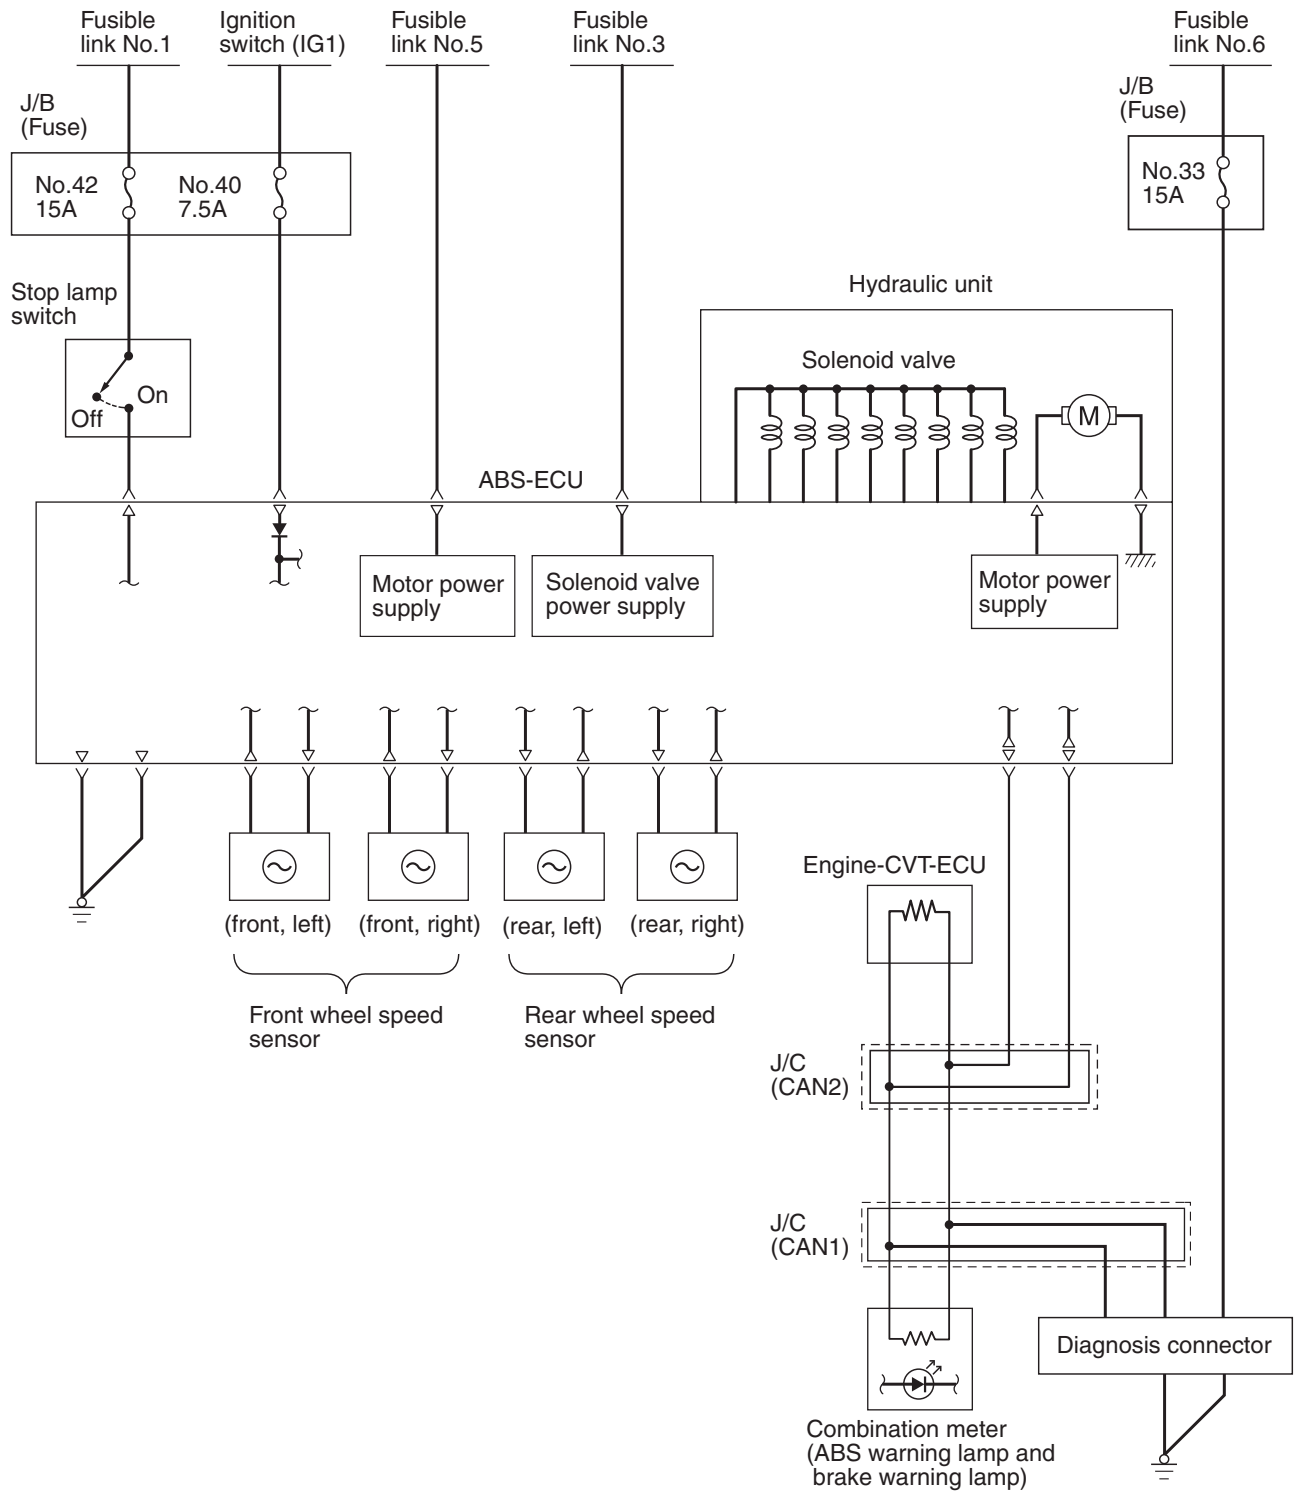 Fusible
link No.1
Ignition
switch (IG1)
Fusible
link No.5
Fusible
link No.3
Fusible
link No.6
J/B
(Fuse)
J/B
(Fuse)
No.42
15A
No.40
7.5A
No.33
15A
Stop lamp
switch
On
Off
Hydraulic unit
Solenoid valve
M
ABS-ECU
Motor power
supply
Solenoid valve
power supply
Motor power
supply
Engine-CVT-ECU
(front, left)
(front, right)
(rear, left)
(rear, right)
Front wheel speed
sensor
Rear wheel speed
sensor
J/C
(CAN2)
J/C
(CAN1)
Diagnosis connector
Combination meter
(ABS warning lamp and
brake warning lamp)